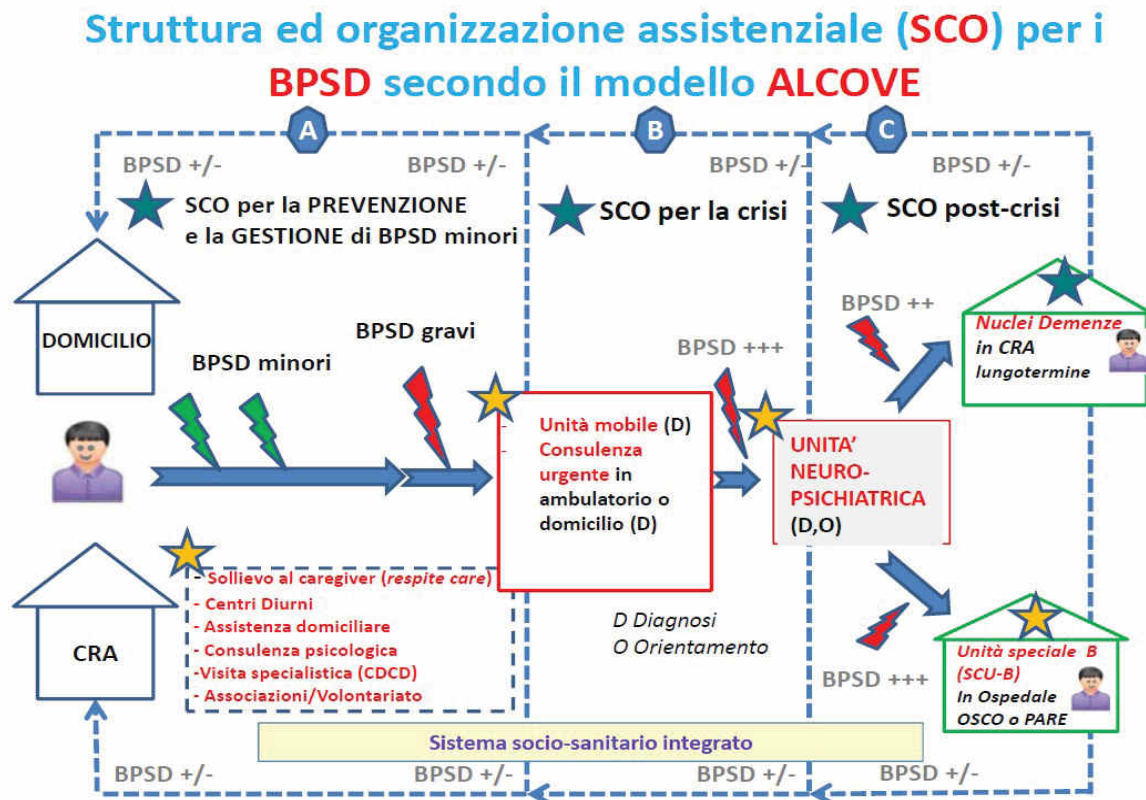 Struttura ed organizzazione assistenziale (SCO) per i
BPSD secondo il modello ALCOVE
A
B
C
BPSD +/-
BPSD +/-
BPSD +/-
BPSD +/-
SCO per la PREVENZIONE
e la GESTIONE di BPSD minori
SCO per la crisi
SCO post-crisi
DOMICILIO
BPSD minori
BPSD gravi
BPSD +++
BPSD ++
Nuclei Demenze
in CRA
lungotermine
- Unità mobile (D)
- Consulenza
urgente in
ambulatorio o
domicilio (D)
UNITA’
NEURO-
PSICHIATRICA
(D,O)
CRA
- Sollievo al caregiver (respite care)
- Centri Diurni
- Assistenza domiciliare
- Consulenza psicologica
-Visita specialistica (CDCD)
- Associazioni/Volontariato
D Diagnosi
O Orientamento
BPSD +++
Unità speciale B
(SCU-B)
In Ospedale
OSCO o PARE
Sistema socio-sanitario integrato
BPSD +/-
BPSD +/-
BPSD +/-
BPSD +/-